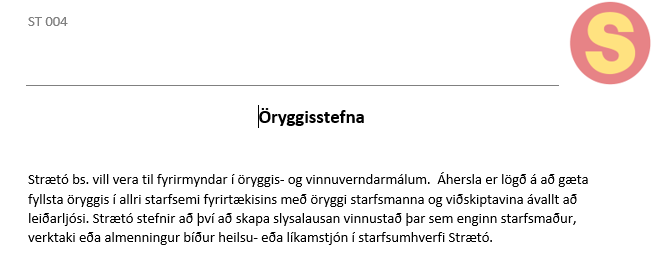 ST 004
S
Öryggisstefna
Strætó bs. vill vera til fyrirmyndar í öryggis- og vinnuverndarmálum.  Áhersla er lögð á að gæta
fyllsta öryggis í allri starfsemi fyrirtækisins með öryggi starfsmanna og viðskiptavina ávallt að
leiðarljósi. Strætó stefnir að því að skapa slysalausan vinnustað þar sem enginn starfsmaður,
verktaki eða almenningur bíður heilsu- eða líkamstjón í starfsumhverfi Strætó.